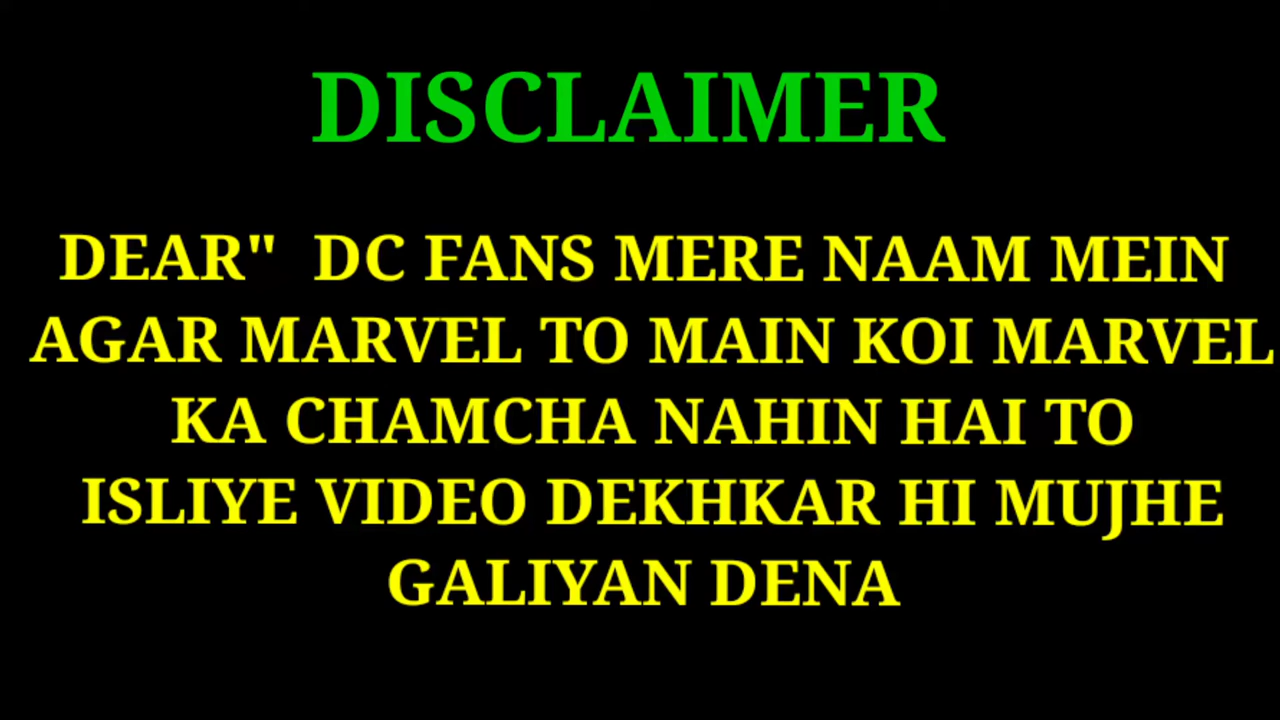 DISCLAIMER
DEAR" DC FANS MERE NAAM MEIN
AGAR MARVEL TO MAIN KOI MARVEL
KA CHAMCHA NAHIN HAI TO
ISLIYE VIDEO DEKHKAR HI MUJHE
GALIYAN DENA